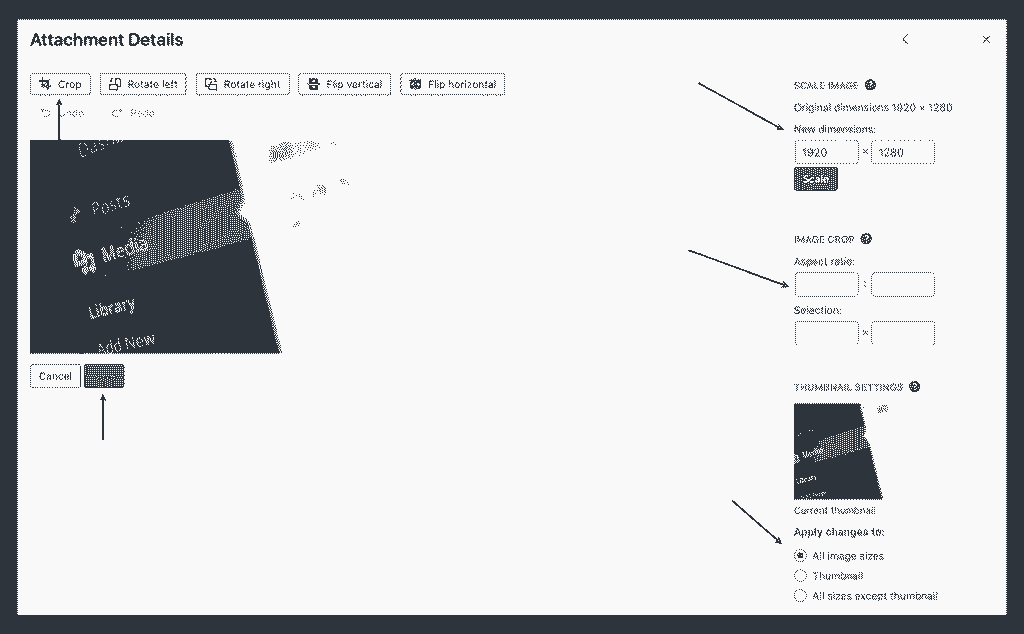 Attachment Details
Crop
Rotate left
Rotate right
Flip vertical
Flip horizontal
Undo
Redo
Posts
Media
Library
Add New
Cancel
SCALE IMAGE
Original dimensions 1920 × 1280
New dimensions:
1920 × 1280
Scale
IMAGE CROP
Aspect ratio:
:
Selection:
×
THUMBNAIL SETTINGS
Media
Library
Current thumbnail
Apply changes to:
All image sizes
Thumbnail
All sizes except thumbnail